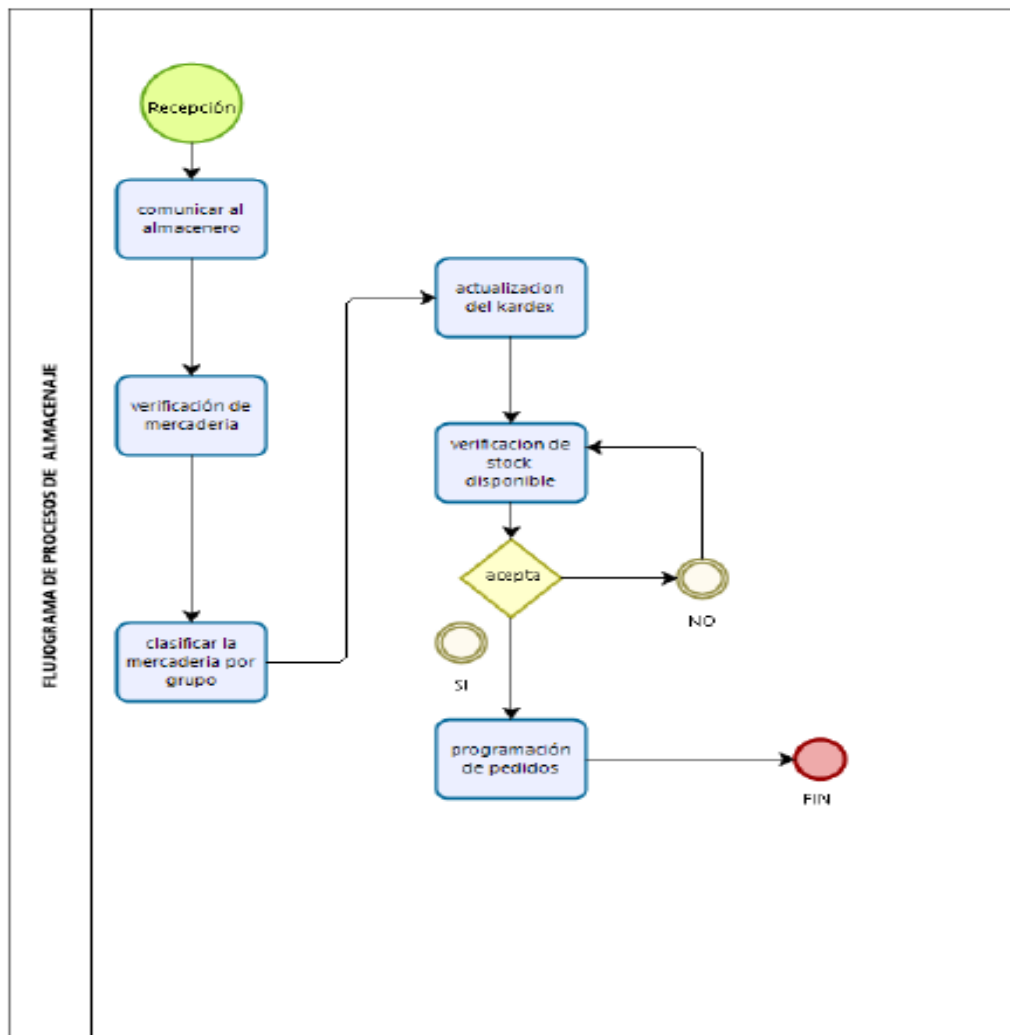 FLUJOGRAMA DE PROCESOS DE ALMACENAJE
Recepción
comunicar al
almacenero
verificación de
mercaderia
clasificar la
mercaderia por
grupo
actualizacion
del kardex
verificacion de
stock
disponible
acepta
NO
SI
programación
de pedidos
FIN